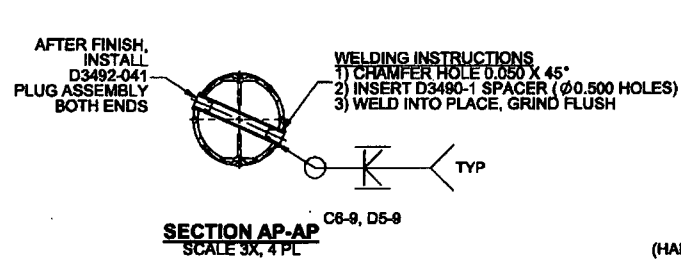 AFTER FINISH,
INSTALL
D3492-041
PLUG ASSEMBLY
BOTH ENDS
WELDING INSTRUCTIONS
1) CHAMFER HOLE 0.050 X 45°
2) INSERT D3490-1 SPACER (Ø0.500 HOLES)
3) WELD INTO PLACE, GRIND FLUSH
TYP
C6-9, D5-9
SECTION AP-AP
SCALE 3X, 4 PL
(HA